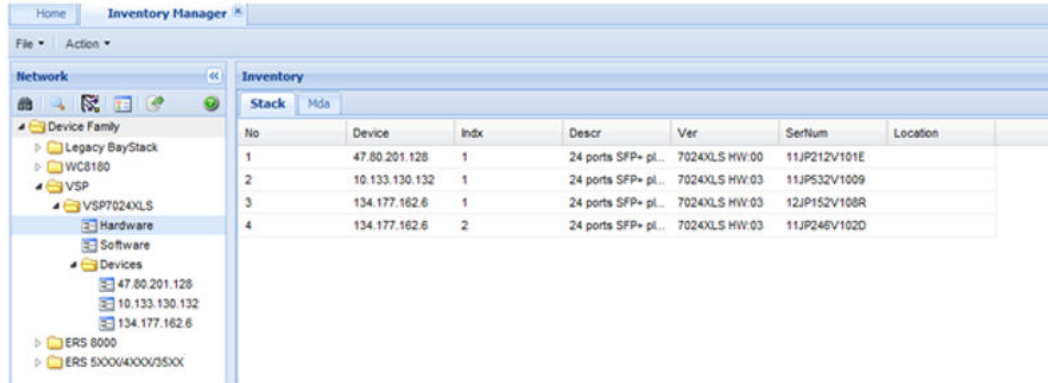 Home Inventory Manager
File Action
Network
Device Family
Legacy BayStack
WC8180
VSP
VSP7024XLS
Hardware
Software
Devices
47.80.201.128
10.133.130.132
134.177.162.6
ERS 8000
ERS 5XXX/4XXX/35XX
Inventory
Stack Mda
No Device Indx Descr Ver SerNum Location
1 47.80.201.128 1 24 ports SFP+ pl... 7024XLS HW:00 11JP212V101E
2 10.133.130.132 1 24 ports SFP+ pl... 7024XLS HW:03 11JP532V1009
3 134.177.162.6 1 24 ports SFP+ pl... 7024XLS HW:03 12JP152V108R
4 134.177.162.6 2 24 ports SFP+ pl... 7024XLS HW:03 11JP246V102D